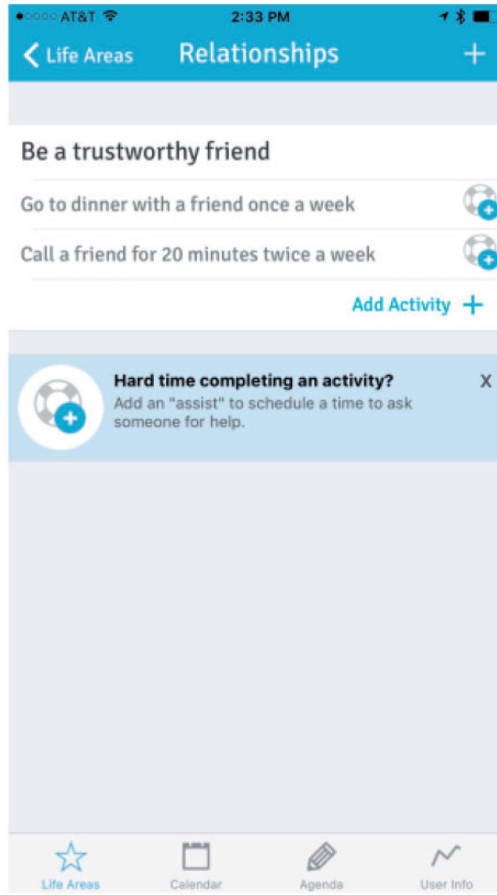 AT&T 2:33 PM
Life Areas Relationships +
Be a trustworthy friend
Go to dinner with a friend once a week
Call a friend for 20 minutes twice a week
Add Activity +
Hard time completing an activity? X
Add an "assist" to schedule a time to ask
someone for help.
Life Areas Calendar Agenda User Info